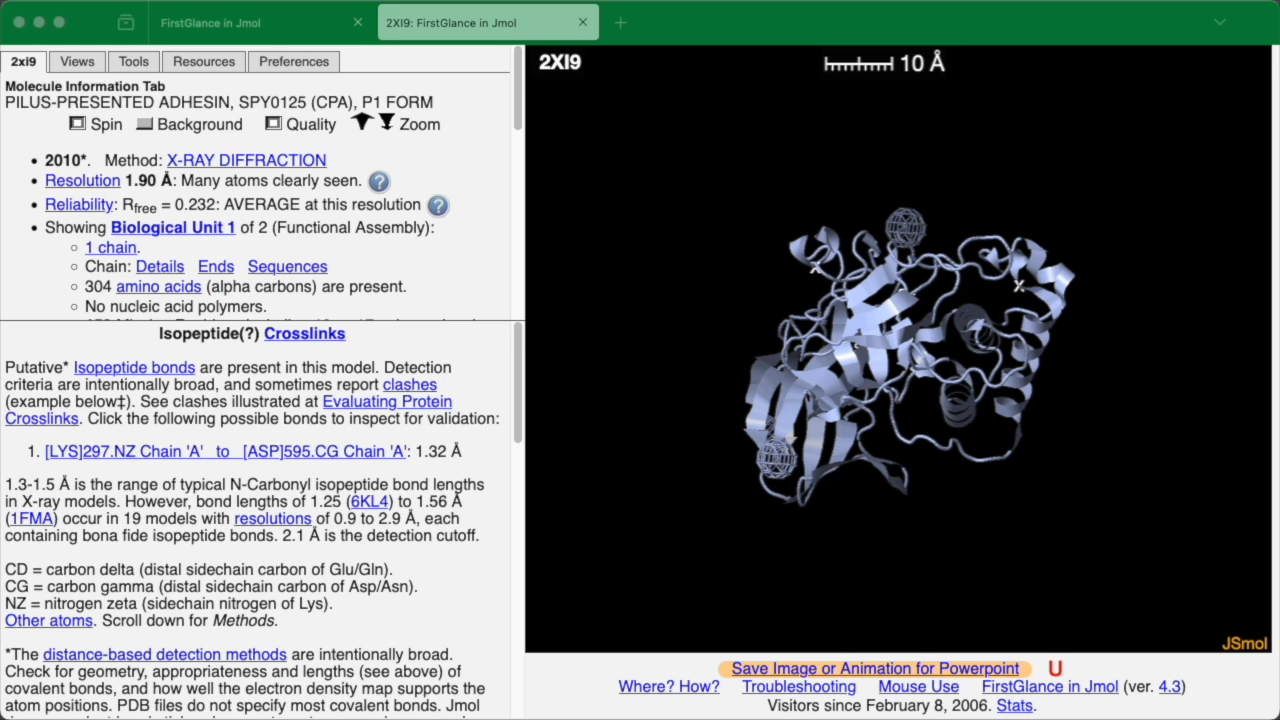 FirstGlance in Jmol
2XI9: FirstGlance in Jmol
2xi9 Views Tools Resources Preferences
Molecule Information Tab
PILUS-PRESENTED ADHESIN, SPY0125 (CPA), P1 FORM
Spin Background Quality Zoom
• 2010*. Method: X-RAY DIFFRACTION
• Resolution 1.90 Å: Many atoms clearly seen. ?
• Reliability: Rfree = 0.232: AVERAGE at this resolution ?
• Showing Biological Unit 1 of 2 (Functional Assembly):
◦ 1 chain.
◦ Chain: Details Ends Sequences
◦ 304 amino acids (alpha carbons) are present.
◦ No nucleic acid polymers.
Isopeptide(?) Crosslinks
Putative* Isopeptide bonds are present in this model. Detection
criteria are intentionally broad, and sometimes report clashes
(example below‡). See clashes illustrated at Evaluating Protein
Crosslinks. Click the following possible bonds to inspect for validation:
1. [LYS]297.NZ Chain 'A' to [ASP]595.CG Chain 'A': 1.32 Å
1.3-1.5 Å is the range of typical N-Carbonyl isopeptide bond lengths
in X-ray models. However, bond lengths of 1.25 (6KL4) to 1.56 Å
(1FMA) occur in 19 models with resolutions of 0.9 to 2.9 Å, each
containing bona fide isopeptide bonds. 2.1 Å is the detection cutoff.
CD = carbon delta (distal sidechain carbon of Glu/Gln).
CG = carbon gamma (distal sidechain carbon of Asp/Asn).
NZ = nitrogen zeta (sidechain nitrogen of Lys).
Other atoms. Scroll down for Methods.
*The distance-based detection methods are intentionally broad.
Check for geometry, appropriateness and lengths (see above) of
covalent bonds, and how well the electron density map supports the
atom positions. PDB files do not specify most covalent bonds. Jmol
2XI9
10 Å
JSmol
Save Image or Animation for Powerpoint U
Where? How? Troubleshooting Mouse Use FirstGlance in Jmol (ver. 4.3)
Visitors since February 8, 2006. Stats.